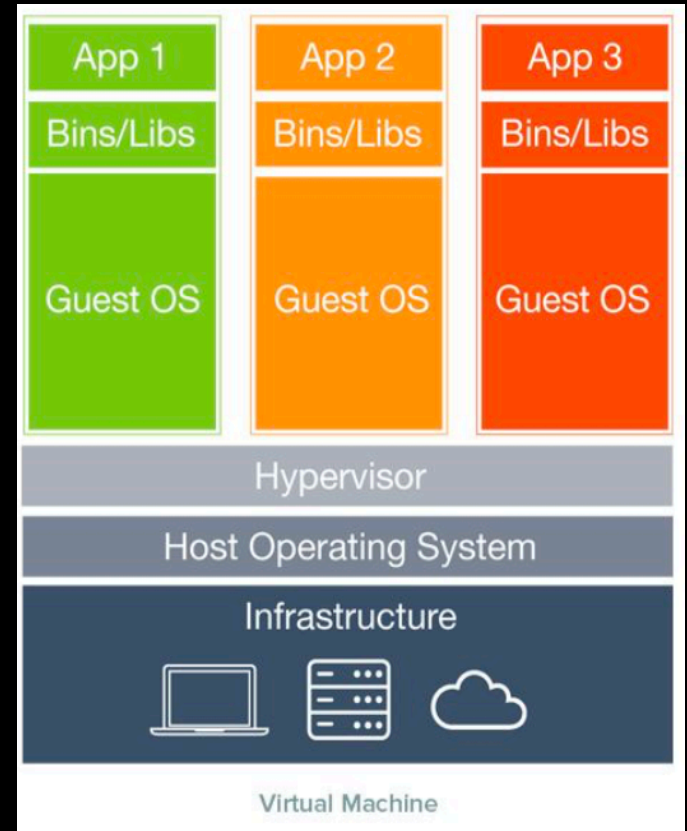 App 1
App 2
App 3
Bins/Libs
Bins/Libs
Bins/Libs
Guest OS
Guest OS
Guest OS
Hypervisor
Host Operating System
Infrastructure
Virtual Machine